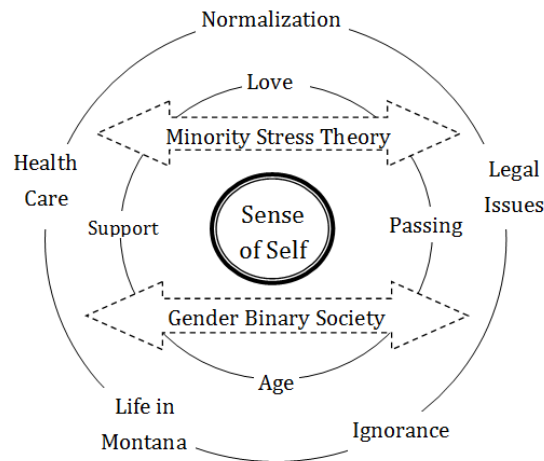 Normalization
Love
Minority Stress Theory
Health
Care
Legal
Issues
Support
Sense
of Self
Passing
Gender Binary Society
Age
Life in
Montana
Ignorance